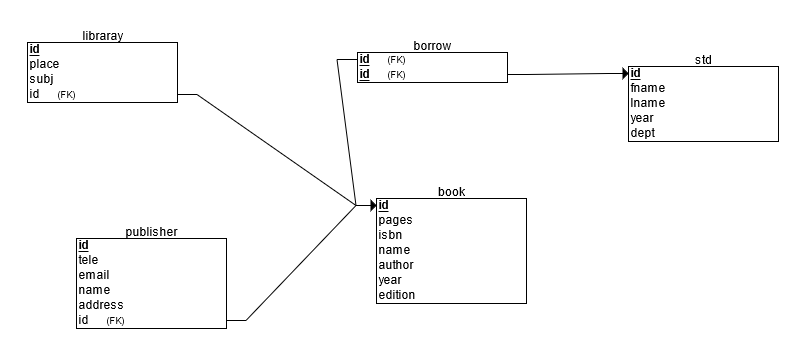 libraray
id
place
subj
id (FK)
borrow
id (FK)
id (FK)
std
id
fname
lname
year
dept
publisher
id
tele
email
name
address
id (FK)
book
id
pages
isbn
name
author
year
edition